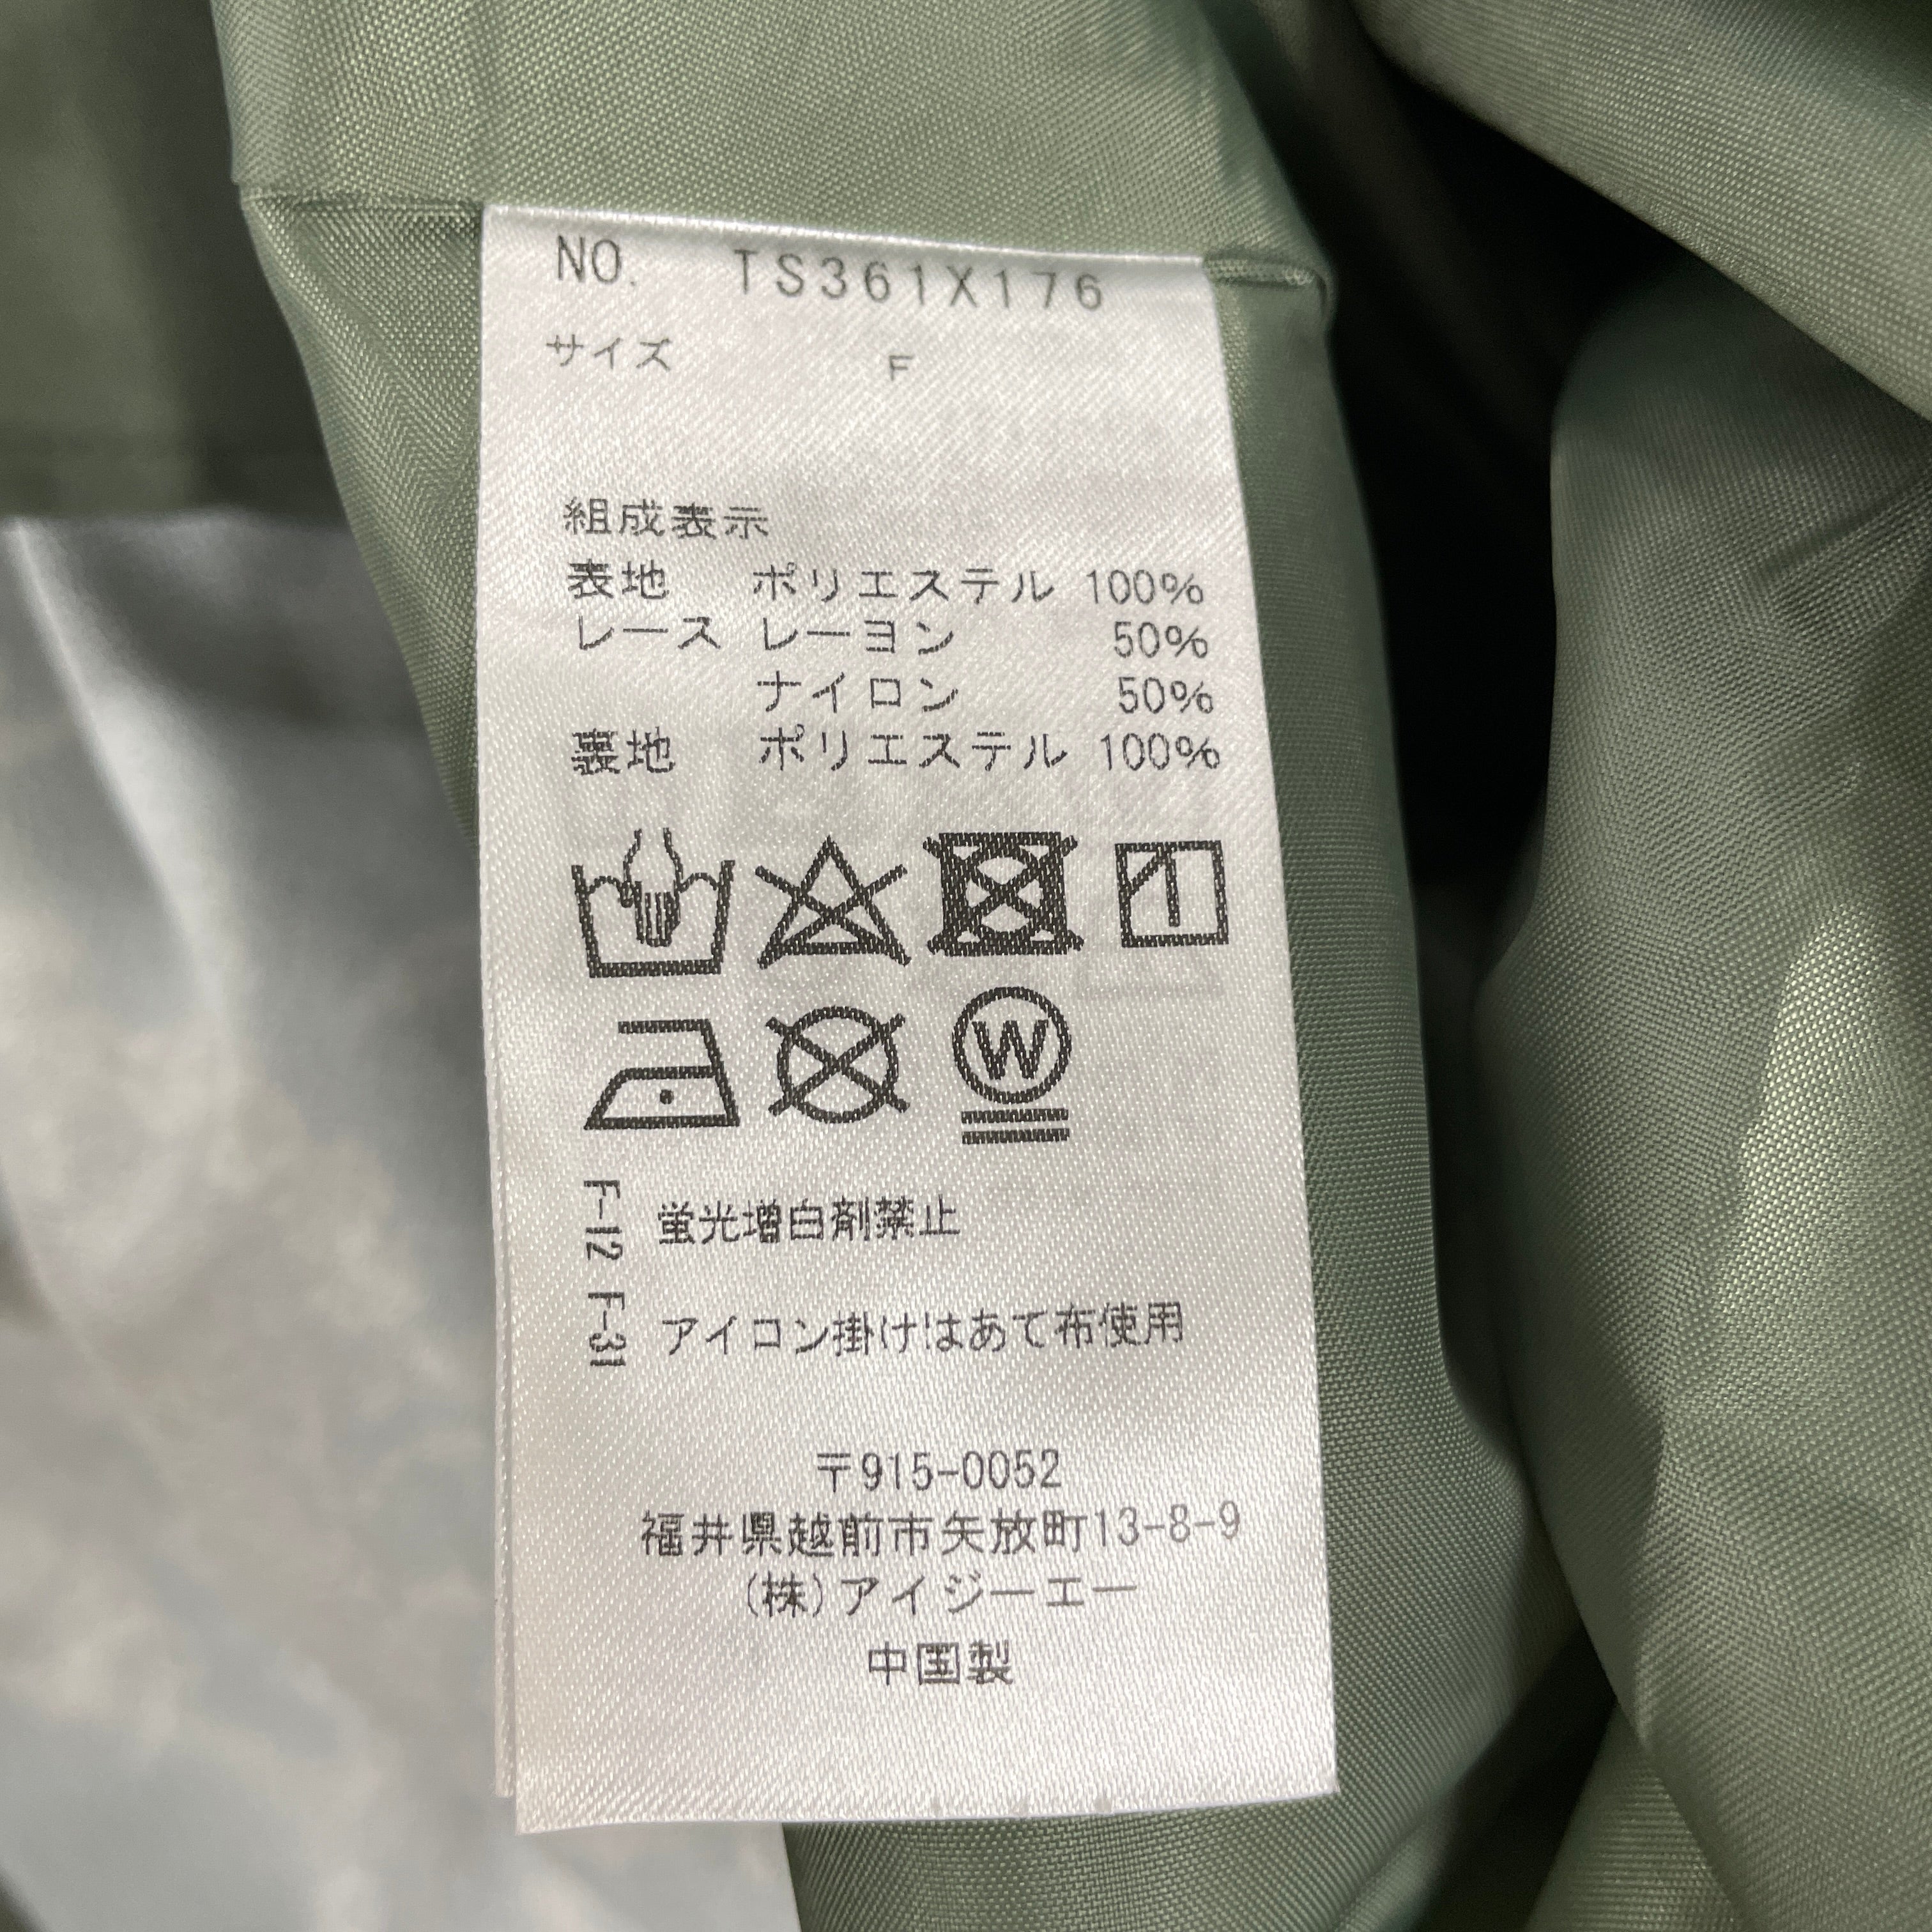 NO. TS361X176
サイズ F
組成表示
表地 ポリエステル 100%
レース レーヨン 50%
ナイロン 50%
裏地 ポリエステル 100%
W
F-12 蛍光増白剤禁止
F-31 アイロン掛けはあて布使用
〒915-0052
福井県越前市矢放町13-8-9
(株)アイジーエー
中国製